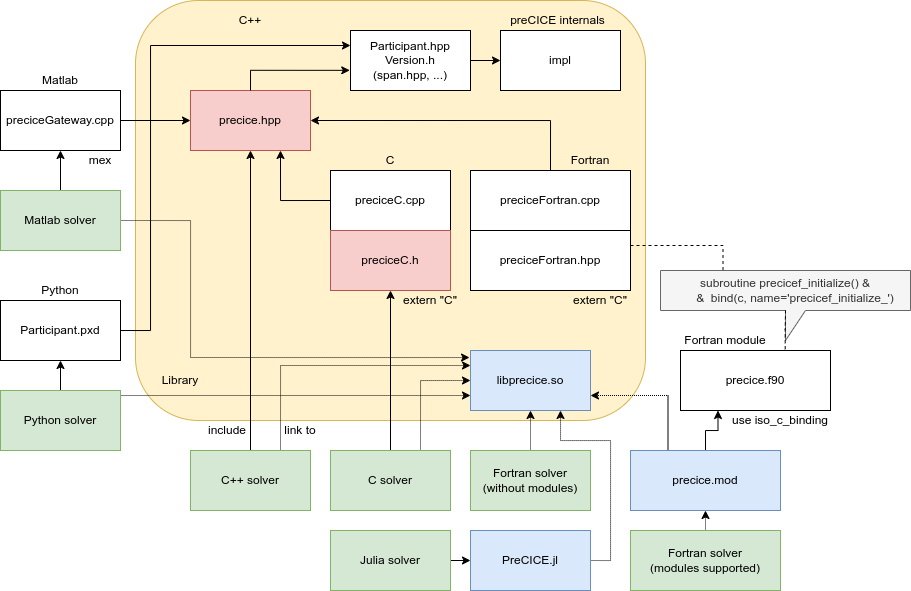 C++
preCICE internals
Participant.hpp
Version.h
(span.hpp, ...)
impl
Matlab
preciceGateway.cpp
mex
precice.hpp
Matlab solver
C
preciceC.cpp
preciceC.h
extern "C"
Fortran
preciceFortran.cpp
preciceFortran.hpp
extern "C"
subroutine precicef_initialize() &
& bind(c, name='precicef_initialize_')
Python
Participant.pxd
Fortran module
precice.f90
use iso_c_binding
Library
libprecice.so
Python solver
include
link to
C++ solver
C solver
Fortran solver
(without modules)
precice.mod
Julia solver
PreCICE.jl
Fortran solver
(modules supported)